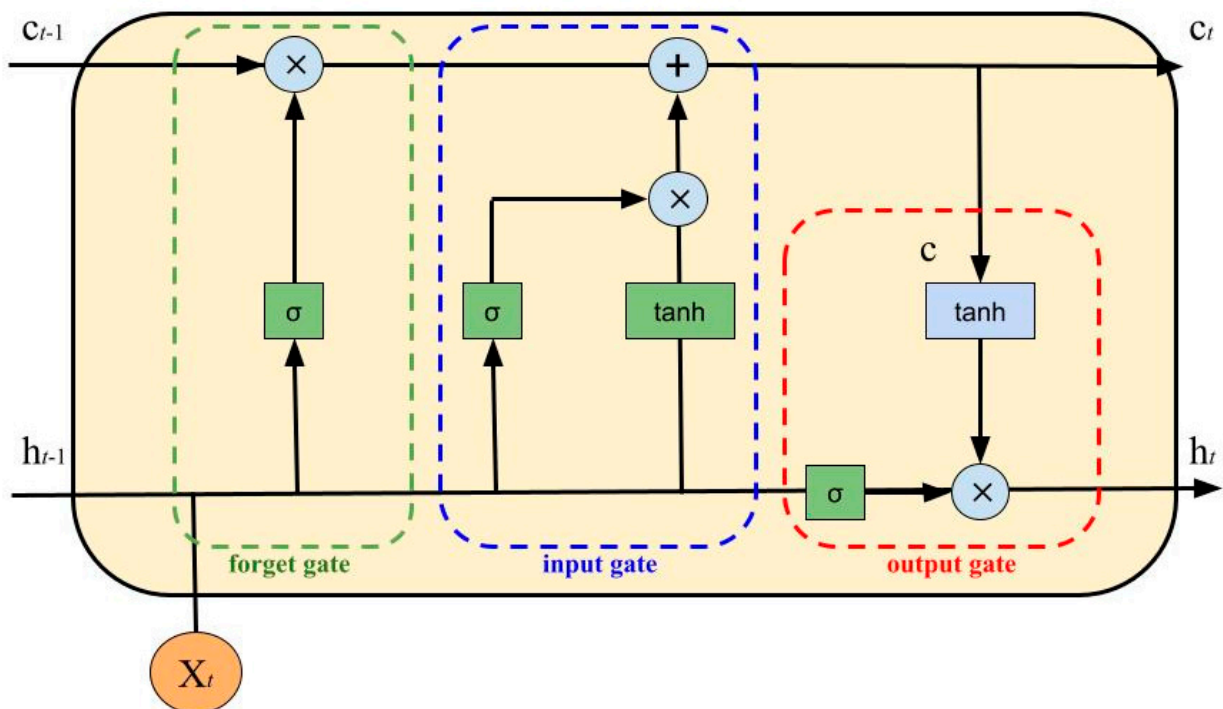 ct-1
ct
×
+
×
c
σ
σ
tanh
tanh
ht-1
ht
σ
×
forget gate
input gate
output gate
Xt